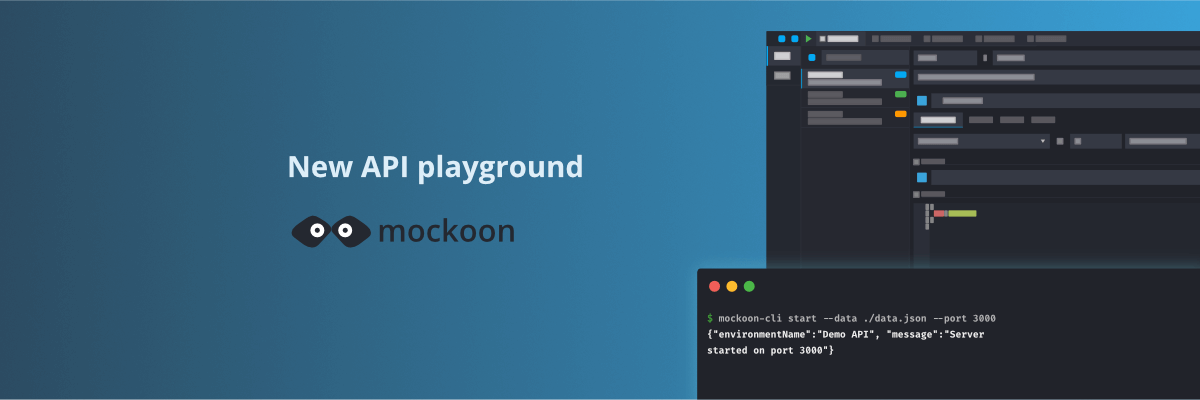 New API playground
mockoon
$ mockoon-cli start --data ./data.json --port 3000
{"environmentName":"Demo API", "message":"Server
started on port 3000"}